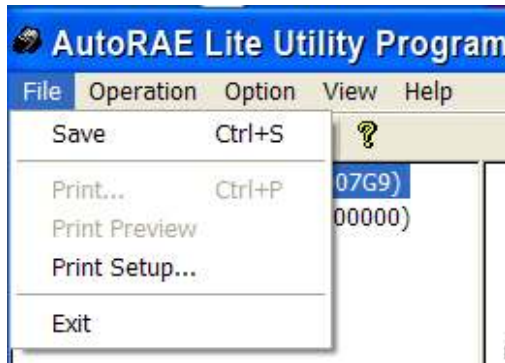 AutoRAE Lite Utility Program
File Operation Option View Help
Save Ctrl+S
Print... Ctrl+P
07G9)
Print Preview
00000)
Print Setup...
Exit